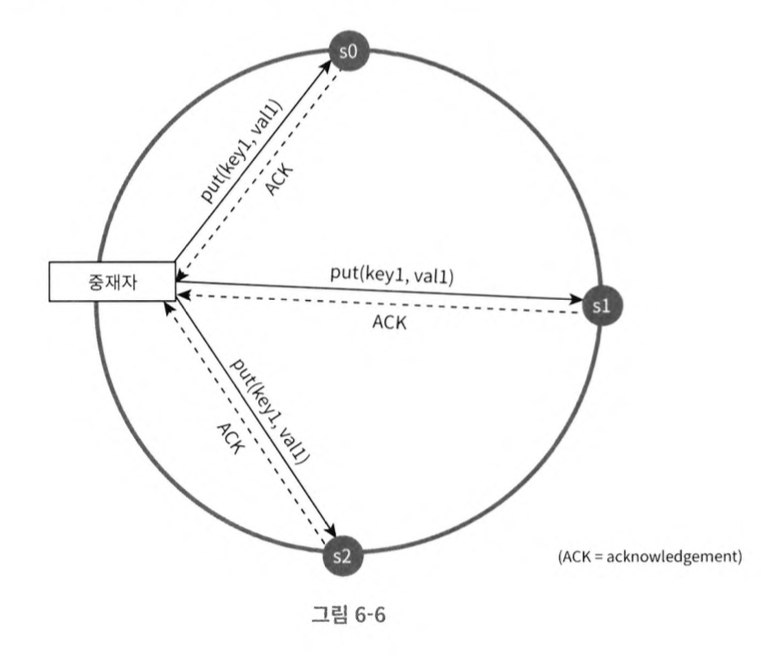 s0
put(key1, val1)
ACK
중재자
put(key1, val1)
s1
ACK
put(key1, val1)
ACK
s2
(ACK = acknowledgement)
그림 6-6